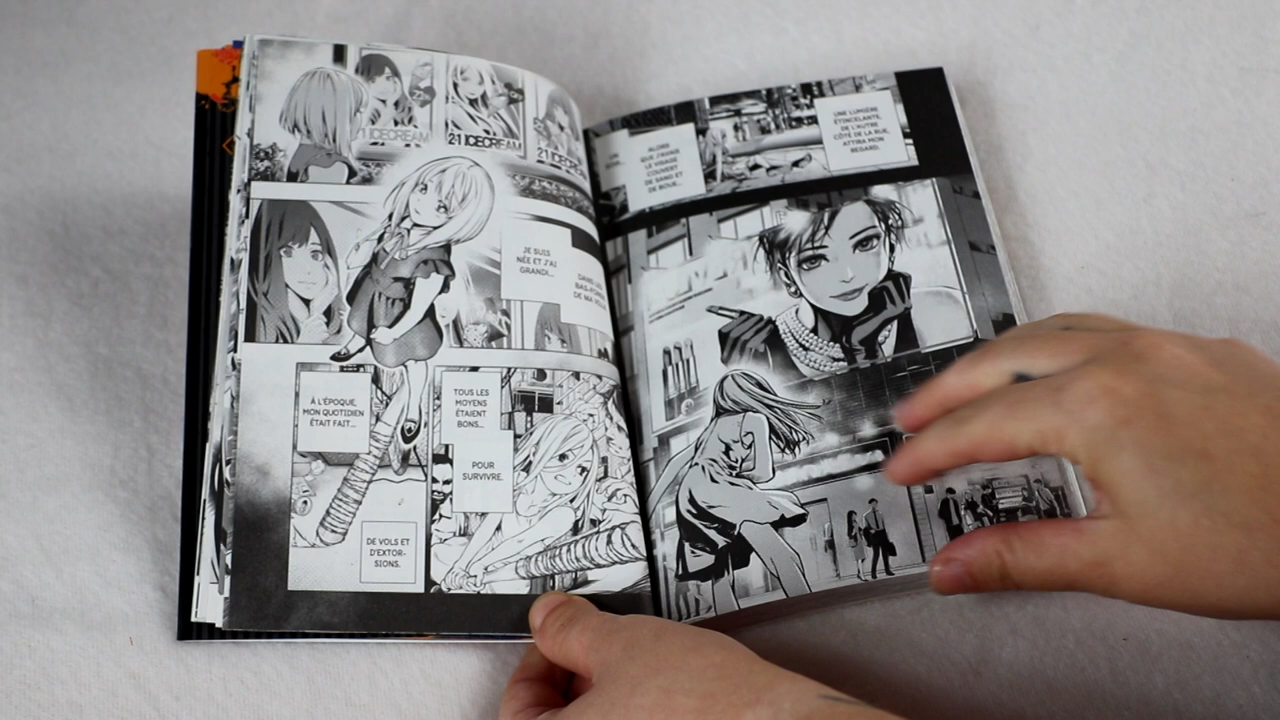 21 ICECREAM
21 ICECREAM
JE SUIS
NÉE ET J'AI
GRANDI...
DANS LES
BAS-FONDS
DE MA
À L'ÉPOQUE,
MON QUOTIDIEN
ÉTAIT FAIT...
DE VOLS ET
D'EXTOR-
SIONS.
TOUS LES
MOYENS
ÉTAIENT
BONS...
POUR
SURVIVRE.
ALORS
QUE J'AVAIS
LE VISAGE
COUVERT
DE SANG ET
DE BOUE...
UNE LUMIÈRE
ÉTINCELANTE,
DE L'AUTRE
CÔTÉ DE LA RUE,
ATTIRA MON
REGARD.